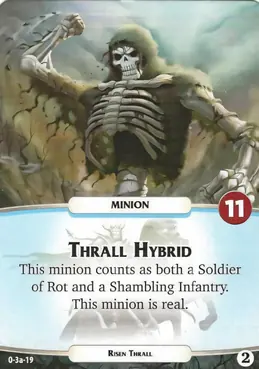 MINION
11
THRALL HYBRID
This minion counts as both a Soldier
of Rot and a Shambling Infantry.
This minion is real.
0-3a-19
RISEN THRALL
2